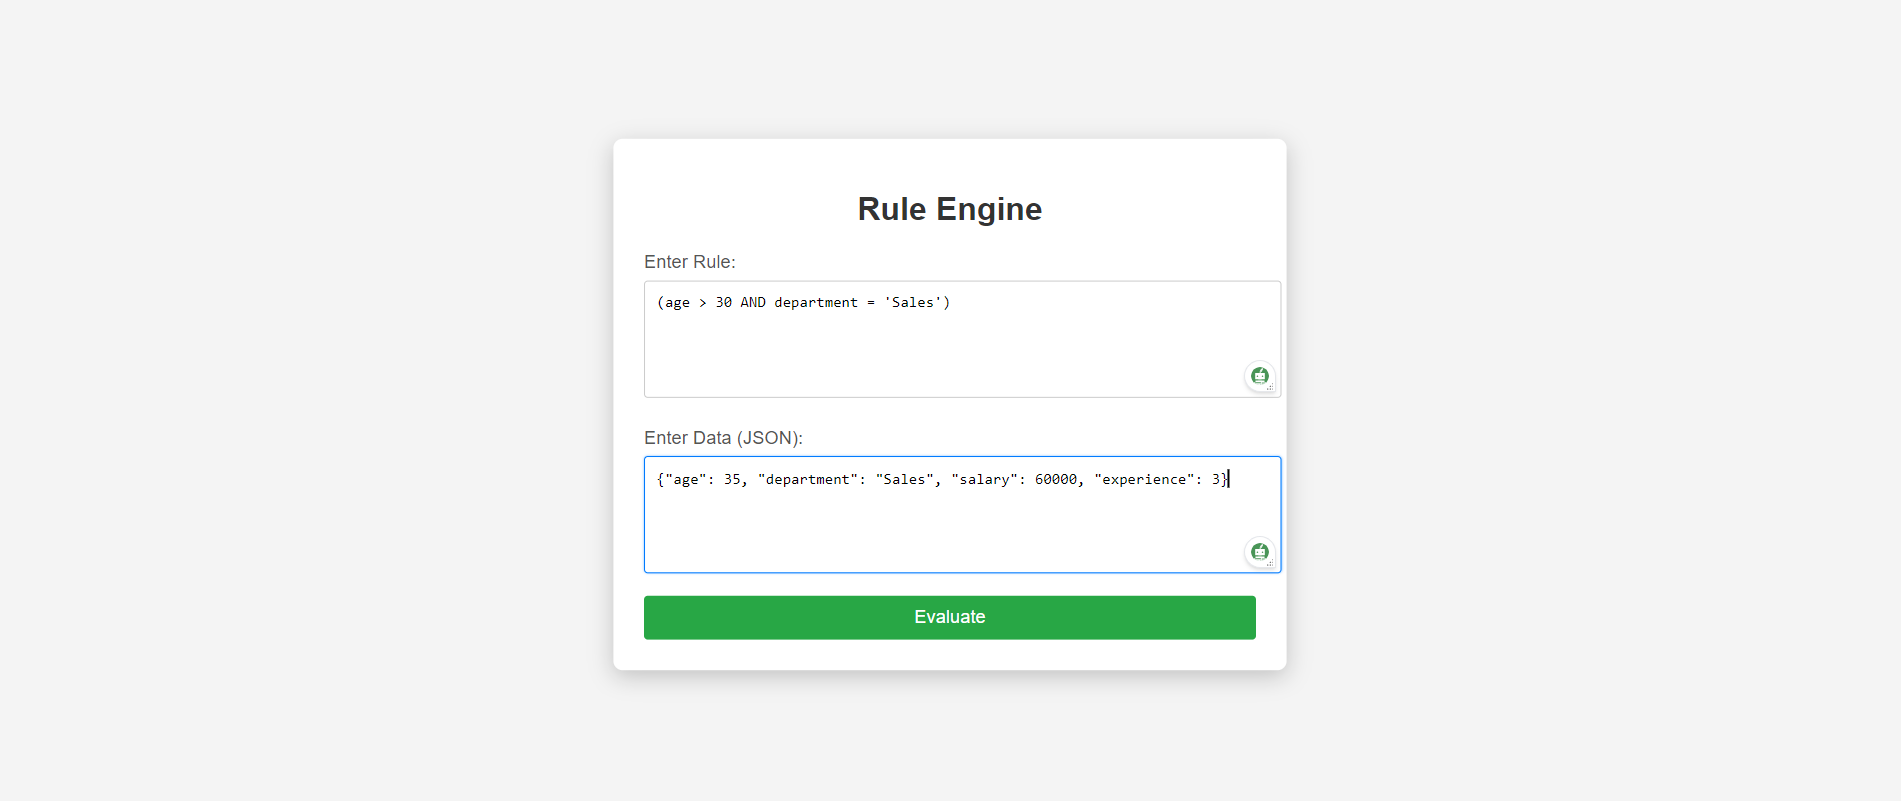 Rule Engine
Enter Rule:
(age > 30 AND department = 'Sales')
Enter Data (JSON):
{"age": 35, "department": "Sales", "salary": 60000, "experience": 3}
Evaluate